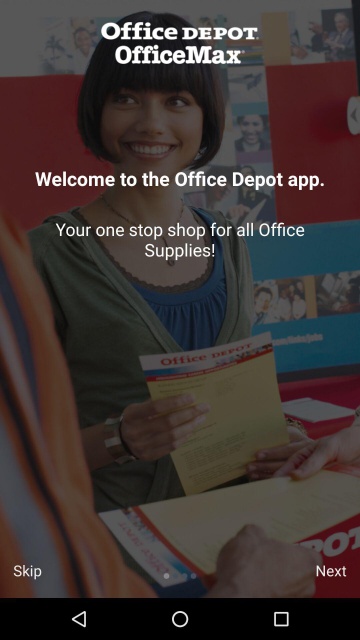 Office DEPOT
OfficeMax
Welcome to the Office Depot app.
Your one stop shop for all Office
Supplies!
Office DEPOT
Skip
Next